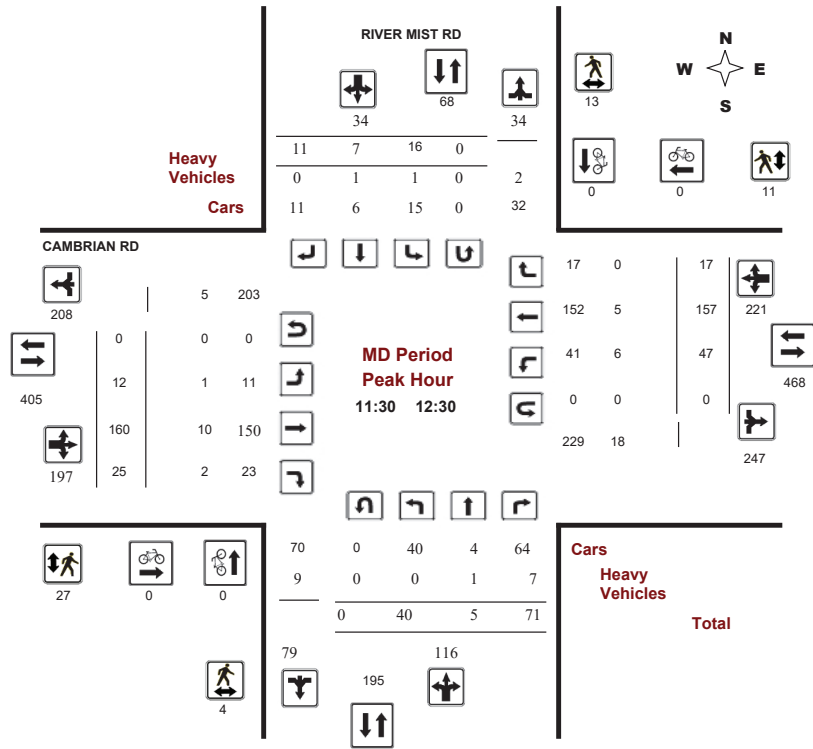 RIVER MIST RD
N
W E
S
68
13
34 34
11 7 16 0
Heavy
Vehicles
0 1 1 0 2
Cars
11 6 15 0 32
0 0 11
CAMBRIAN RD
208
5 203
17 0 17
221
152 5 157
0 0 0
405
12 1 11
MD Period
Peak Hour
11:30 12:30
41 6 47
468
160 10 150
0 0 0
197
25 2 23
229 18
247
70 0 40 4 64
Cars
9 0 0 1 7
Heavy
Vehicles
27 0 0
0 40 5 71
Total
79 116
195
4